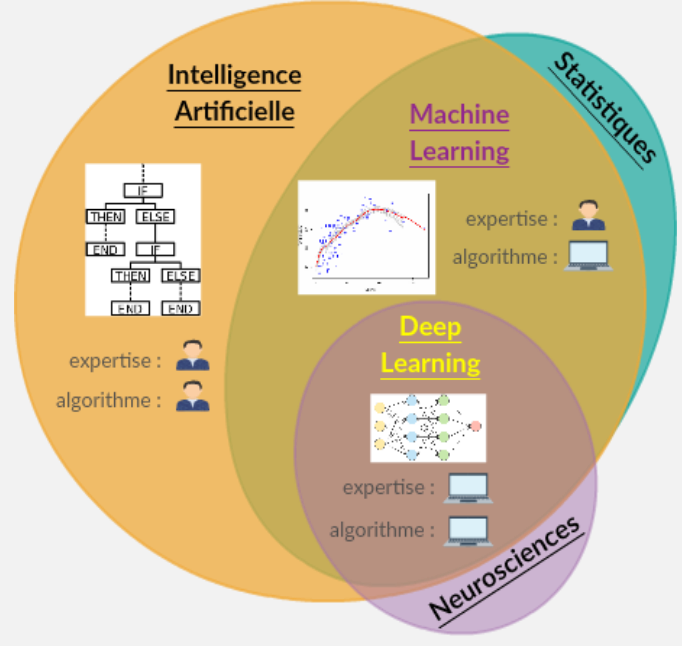 Intelligence
Artificielle
Statistiques
Machine
Learning
IF
THEN ELSE
END IF
THEN ELSE
END END
expertise :
algorithme :
expertise :
algorithme :
Deep
Learning
expertise :
algorithme :
Neurosciences